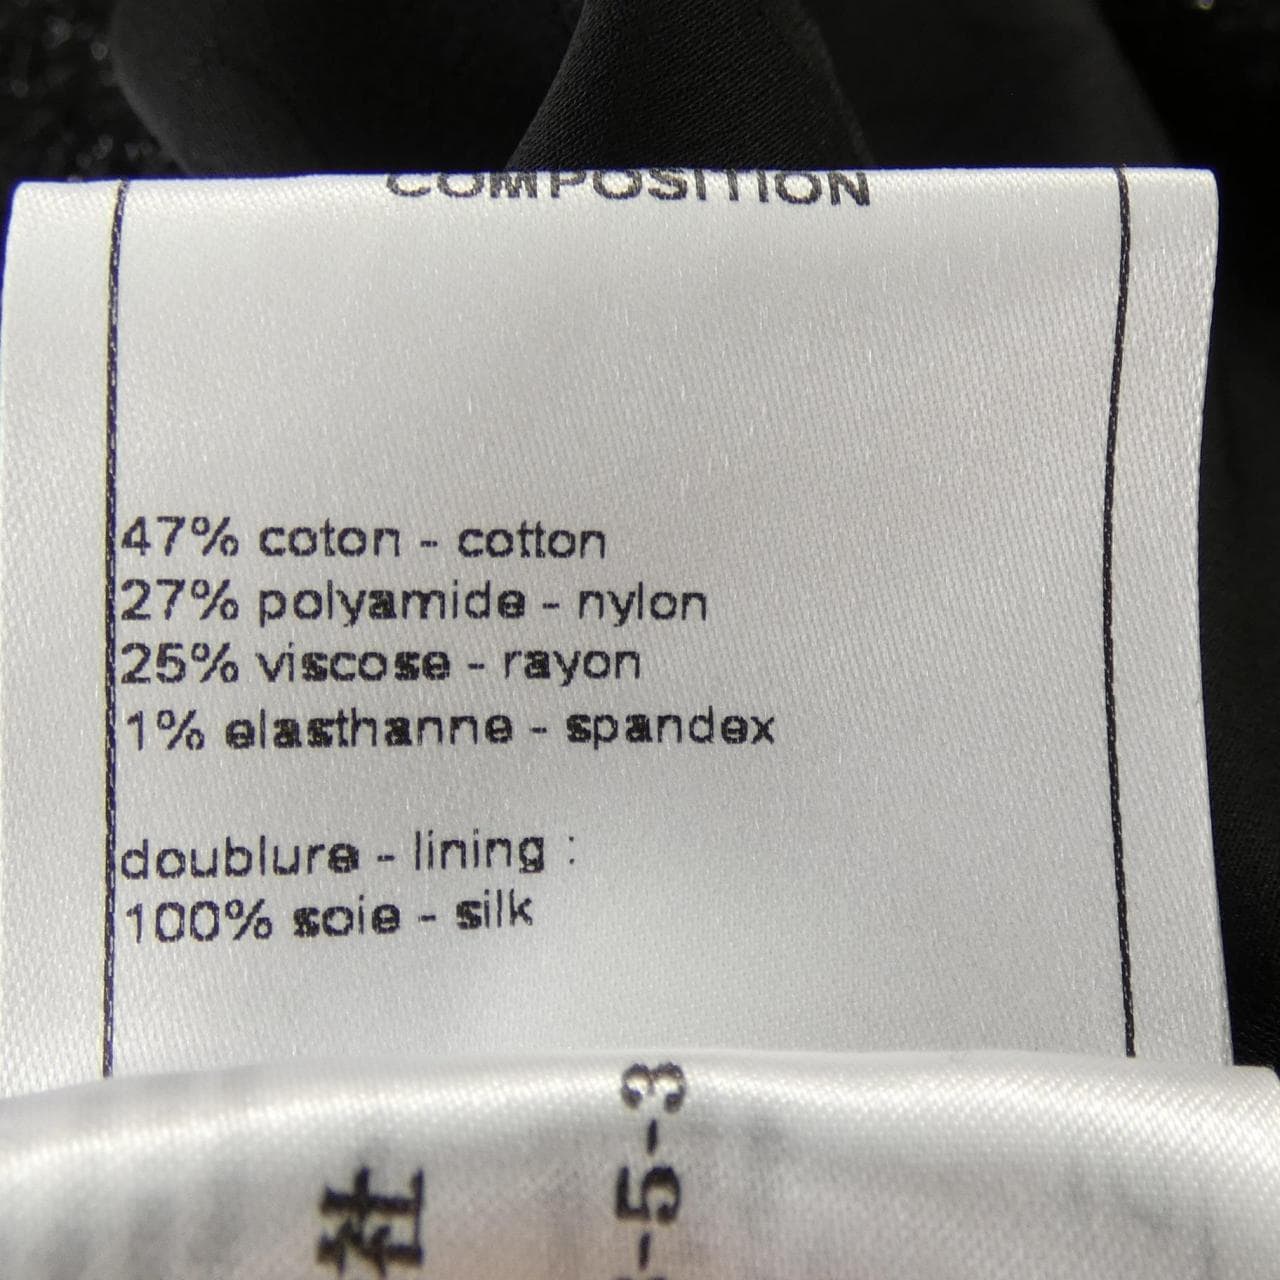 COMPOSITION
47% coton - cotton
27% polyamide - nylon
25% viscose - rayon
1% elasthanne - spandex
doublure - lining :
100% soie - silk
-5-3
社